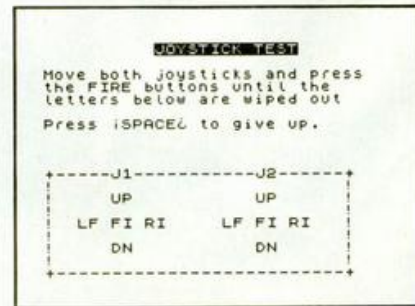 JOYSTICK TEST
Move both joysticks and press
the FIRE buttons until the
letters below are wiped out
Press ¡SPACE¿ to give up.
+------J1-----------J2------+
UP UP
LF FI RI LF FI RI
DN DN
+---------------------------+